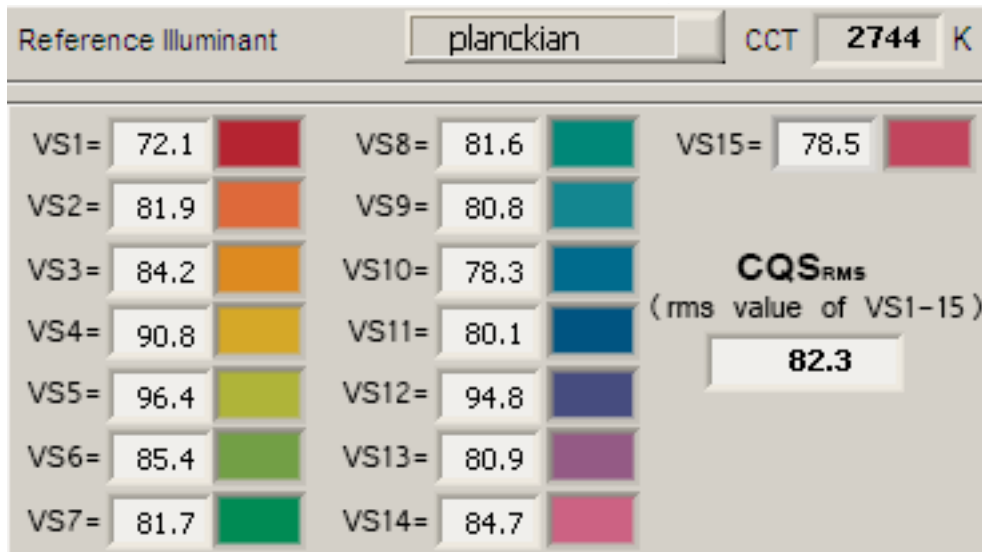 Reference Illuminant planckian CCT 2744 K
VS1= 72.1 VS8= 81.6 VS15= 78.5
VS2= 81.9 VS9= 80.8
VS3= 84.2 VS10= 78.3
CQSRMS
(rms value of VS1-15)
VS4= 90.8 VS11= 80.1
82.3
VS5= 96.4 VS12= 94.8
VS6= 85.4 VS13= 80.9
VS7= 81.7 VS14= 84.7